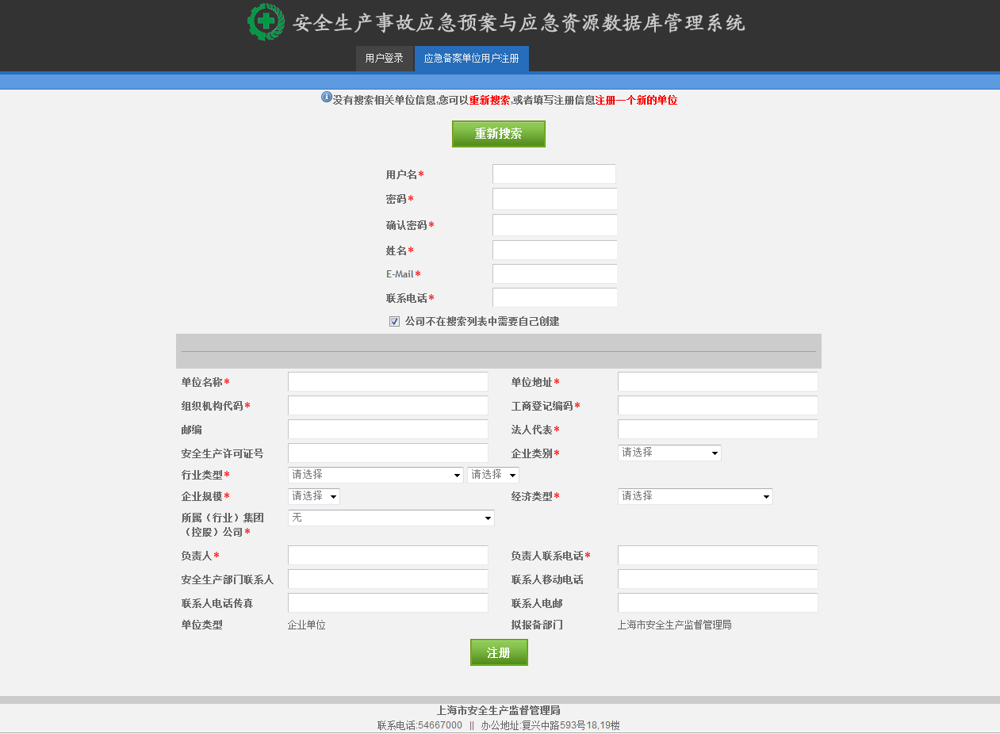 安全生产事故应急预案与应急资源数据库管理系统
用户登录 应急备案单位用户注册
没有搜索相关单位信息,您可以重新搜索,或者填写注册信息注册一个新的单位
重新搜索
用户名*
密码*
确认密码*
姓名*
E-Mail*
联系电话*
公司不在搜索列表中需要自己创建
单位名称* 单位地址*
组织机构代码* 工商登记编码*
邮编 法人代表*
安全生产许可证号 企业类别* 请选择
行业类型* 请选择 请选择
企业规模* 请选择 经济类型* 请选择
所属（行业）集团 无
（控股）公司*
负责人* 负责人联系电话*
安全生产部门联系人 联系人移动电话
联系人电话传真 联系人电邮
单位类型 企业单位 拟报备部门 上海市安全生产监督管理局
注册
上海市安全生产监督管理局
联系电话:54667000 || 办公地址:复兴中路593号18,19楼